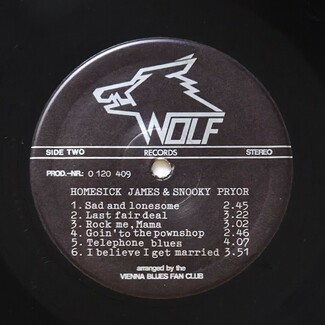 WOLF
SIDE TWO RECORDS STEREO
PROD.-NR.: 0 120 409
HOMESICK JAMES & SNOOKY PRYOR
1. Sad and lonesome 2.45
2. Last fair deal 3.22
3. Rock me, Mama 3.02
4. Goin' to the pownshop 2.46
5. Telephone blues 4.07
6. I believe I get married 3.51
arranged by the
VIENNA BLUES FAN CLUB